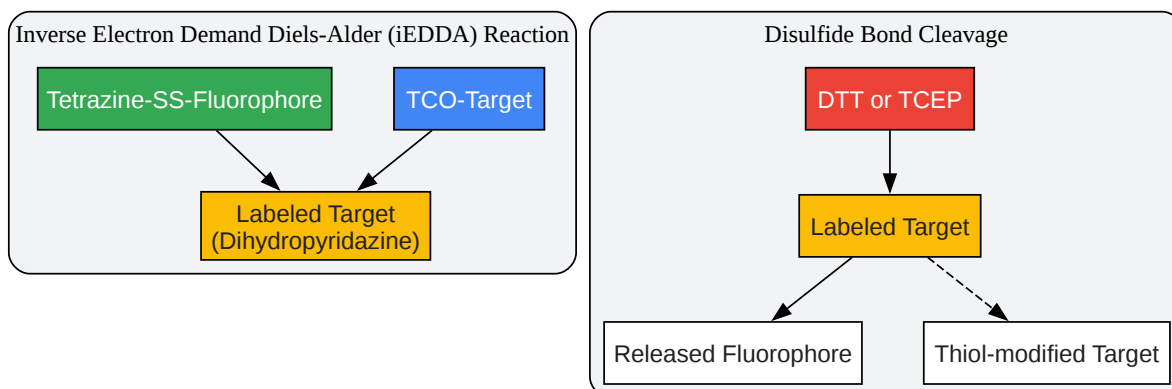 Inverse Electron Demand Diels-Alder (iEDDA) Reaction
Tetrazine-SS-Fluorophore
TCO-Target
Labeled Target
(Dihydropyridazine)
Disulfide Bond Cleavage
DTT or TCEP
Labeled Target
Released Fluorophore
Thiol-modified Target